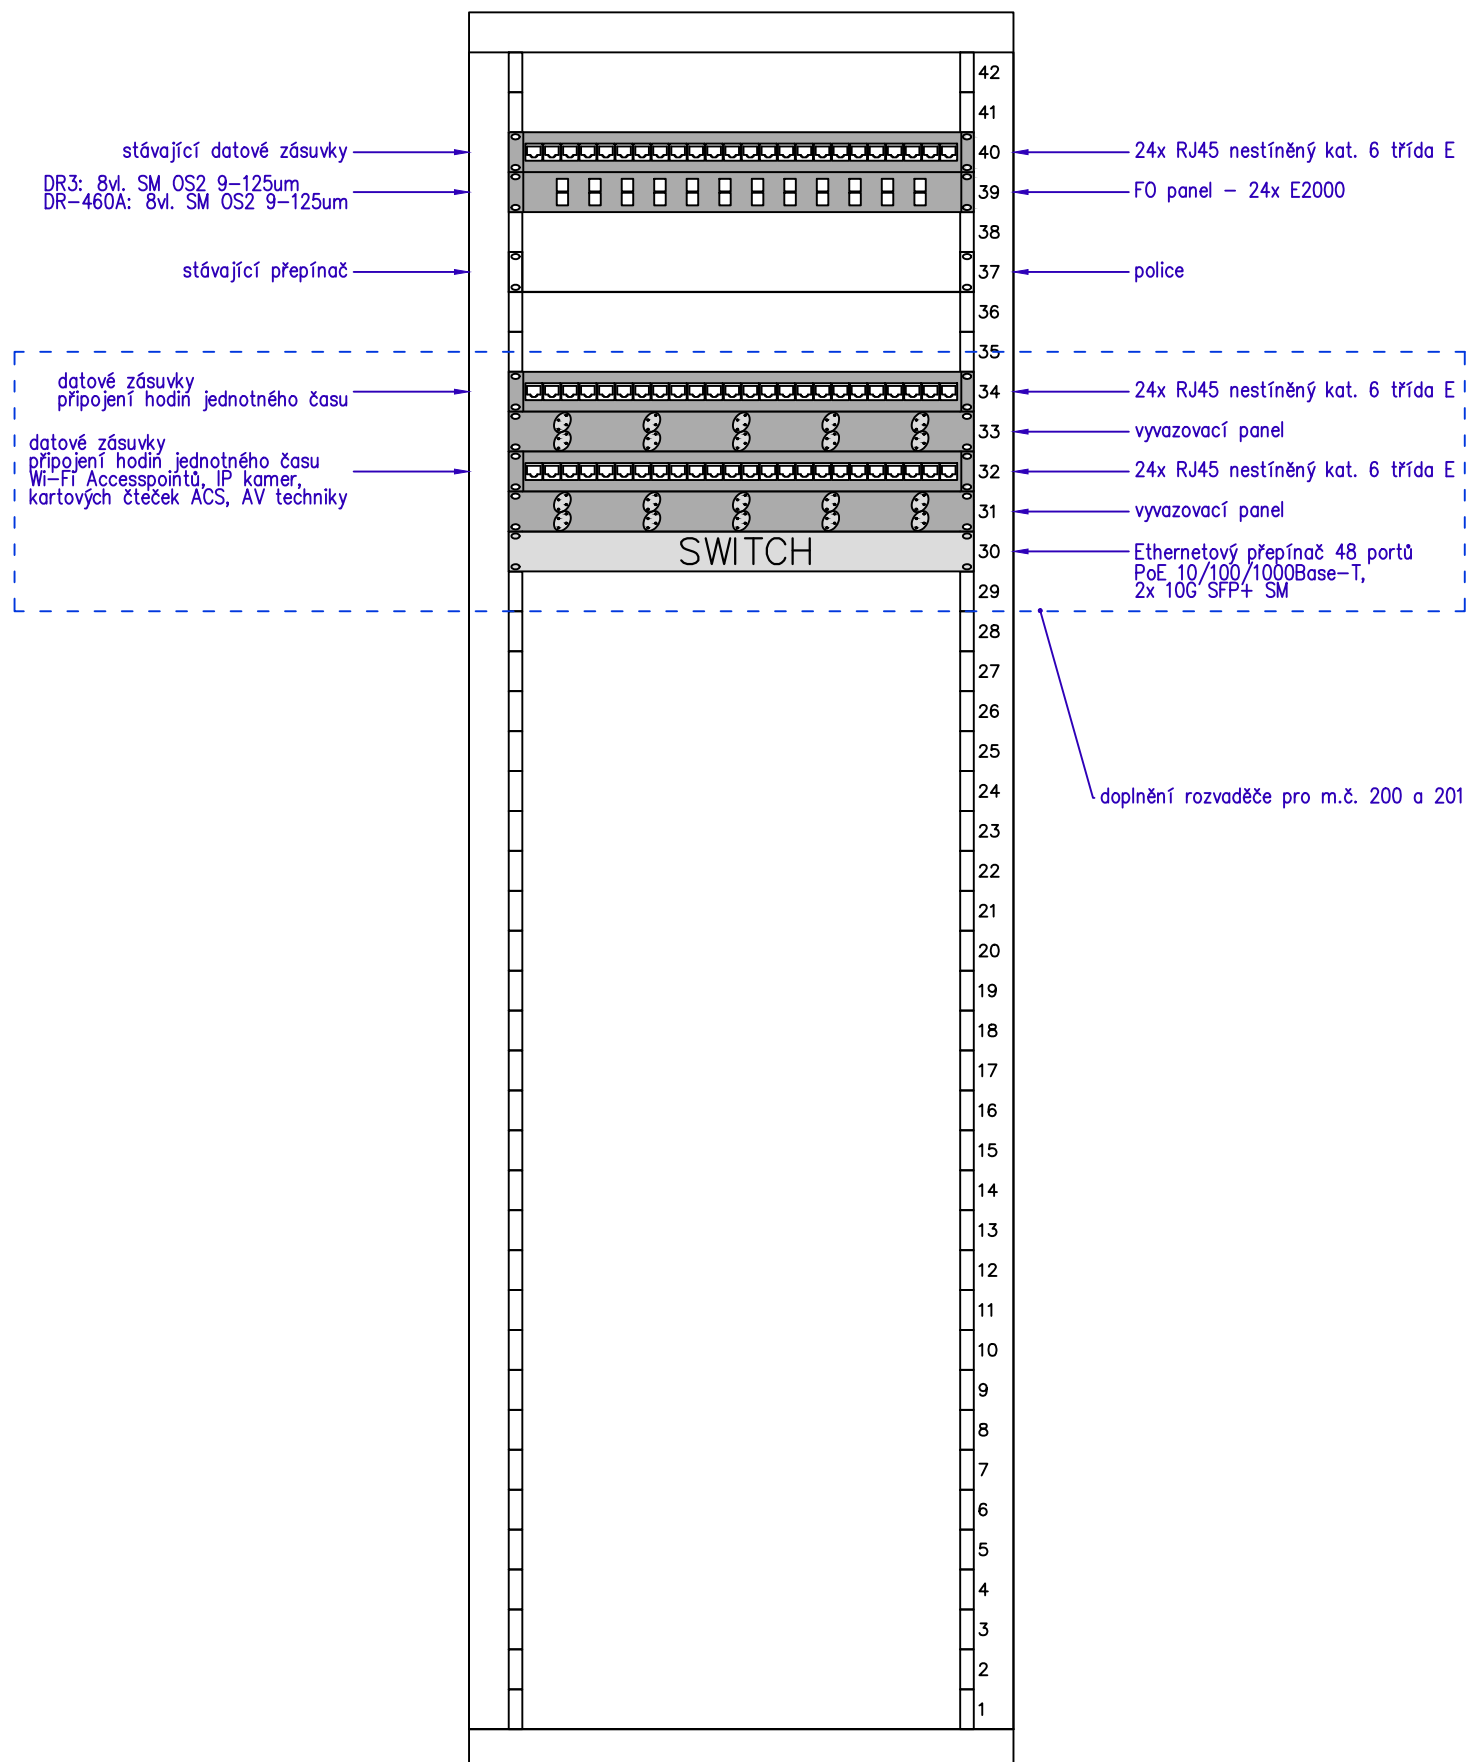 42
41
stávající datové zásuvky
40
24x RJ45 nestíněný kat. 6 třída E
DR3: 8vl. SM OS2 9-125um
DR-460A: 8vl. SM OS2 9-125um
39
FO panel - 24x E2000
38
stávající přepínač
37
police
36
35
datové zásuvky
připojení hodin jednotného času
34
24x RJ45 nestíněný kat. 6 třída E
33
vyvazovací panel
datové zásuvky
připojení hodin jednotného času
Wi-Fi Accesspointů, IP kamer,
kartových čteček ACS, AV techniky
32
24x RJ45 nestíněný kat. 6 třída E
31
vyvazovací panel
SWITCH
30
Ethernetový přepínač 48 portů
PoE 10/100/1000Base-T,
2x 10G SFP+ SM
29
28
27
26
25
24
doplnění rozvaděče pro m.č. 200 a 201
23
22
21
20
19
18
17
16
15
14
13
12
11
10
9
8
7
6
5
4
3
2
1